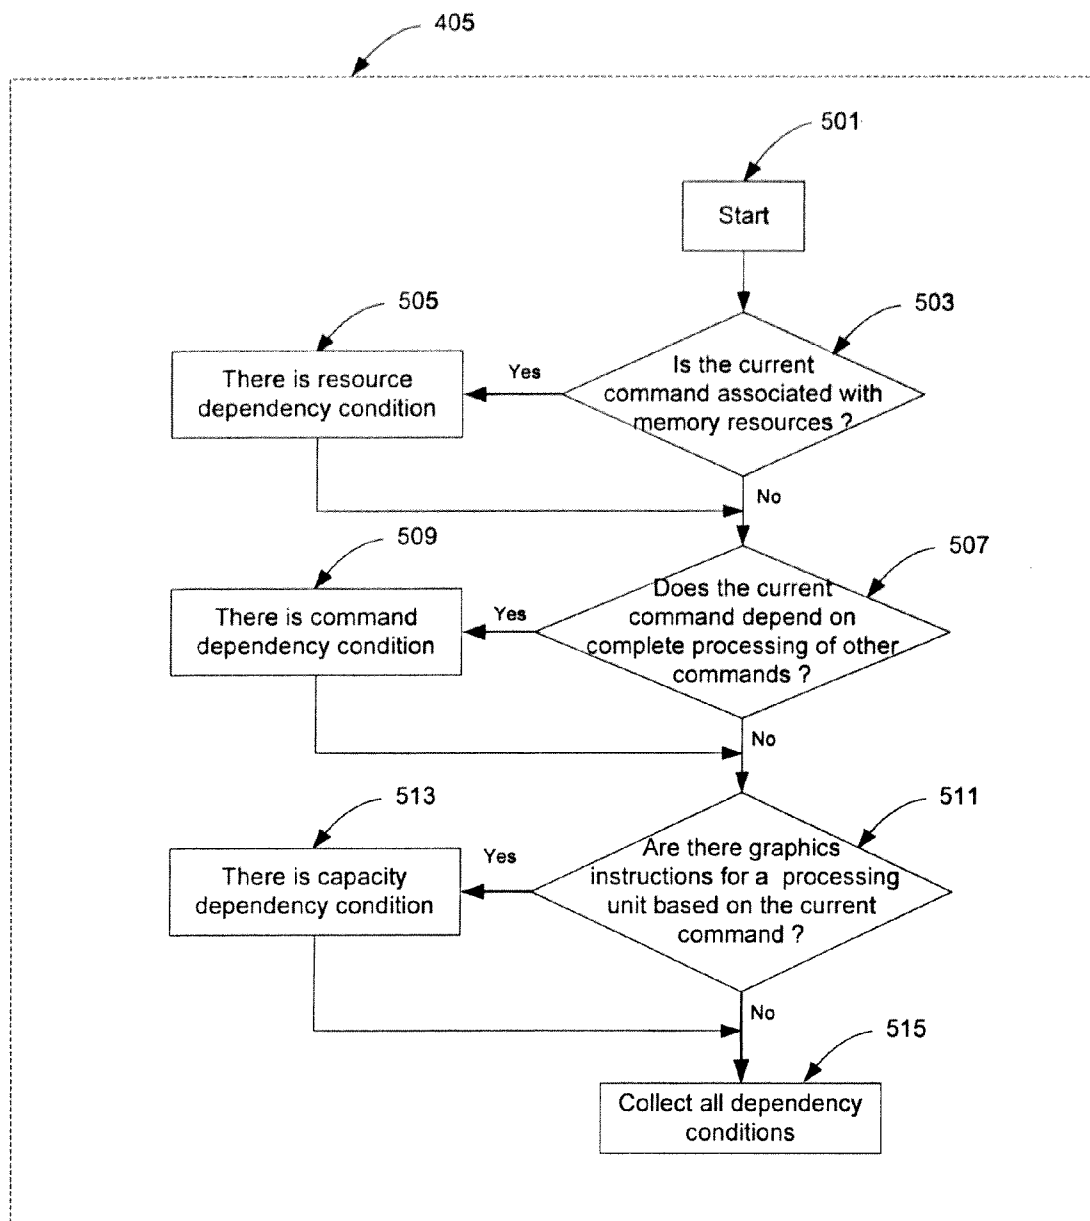 405
501
Start
503
Is the current
command associated with
memory resources ?
Yes
505
There is resource
dependency condition
No
507
Does the current
command depend on
complete processing of other
commands ?
Yes
509
There is command
dependency condition
No
511
Are there graphics
instructions for a processing
unit based on the current
command ?
Yes
513
There is capacity
dependency condition
No
515
Collect all dependency
conditions